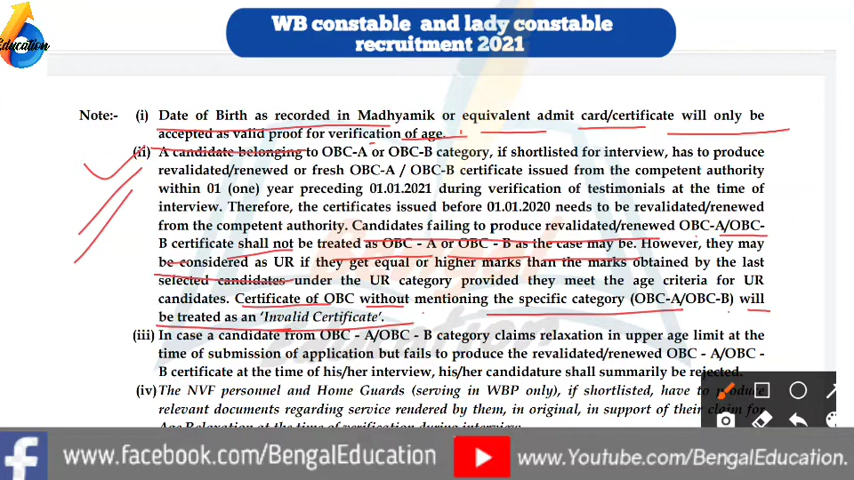 WB constable and lady constable
recruitment 2021
Education
Note:- (i) Date of Birth as recorded in Madhyamik or equivalent admit card/certificate will only be
accepted as valid proof for verification of age.
(ii) A candidate belonging to OBC-A or OBC-B category, if shortlisted for interview, has to produce
revalidated/renewed or fresh OBC-A / OBC-B certificate issued from the competent authority
within 01 (one) year preceding 01.01.2021 during verification of testimonials at the time of
interview. Therefore, the certificates issued before 01.01.2020 needs to be revalidated/renewed
from the competent authority. Candidates failing to produce revalidated/renewed OBC-A/OBC-
B certificate shall not be treated as OBC - A or OBC - B as the case may be. However, they may
be considered as UR if they get equal or higher marks than the marks obtained by the last
selected candidates under the UR category provided they meet the age criteria for UR
candidates. Certificate of OBC without mentioning the specific category (OBC-A/OBC-B) will
be treated as an 'Invalid Certificate'.
(iii) In case a candidate from OBC - A/OBC - B category claims relaxation in upper age limit at the
time of submission of application but fails to produce the revalidated/renewed OBC - A/OBC -
B certificate at the time of his/her interview, his/her candidature shall summarily be rejected.
(iv) The NVF personnel and Home Guards (serving in WBP only), if shortlisted, have to produce
relevant documents regarding service rendered by them, in original, in support of their claim for
Age Relaxation at the time of verification during interview.
www.facebook.com/BengalEducation
www.Youtube.com/BengalEducation.